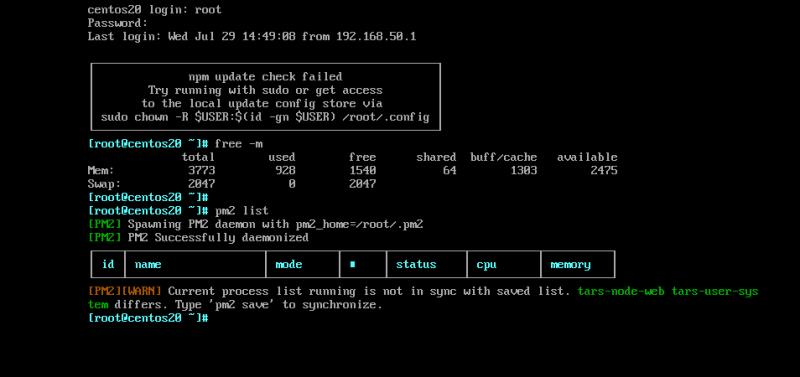 centos20 login: root
Password:
Last login: Wed Jul 29 14:49:08 from 192.168.50.1
npm update check failed
Try running with sudo or get access
to the local update config store via
sudo chown -R $USER:$(id -gn $USER) /root/.config
[root@centos20 ~]# free -m
total used free shared buff/cache available
Mem: 3773 928 1540 64 1303 2475
Swap: 2047 0 2047
[root@centos20 ~]#
[root@centos20 ~]# pm2 list
[PM2] Spawning PM2 daemon with pm2_home=/root/.pm2
[PM2] PM2 Successfully daemonized
id name mode status cpu memory
[PM2][WARN] Current process list running is not in sync with saved list. tars-node-web tars-user-sys
tem differs. Type 'pm2 save' to synchronize.
[root@centos20 ~]#